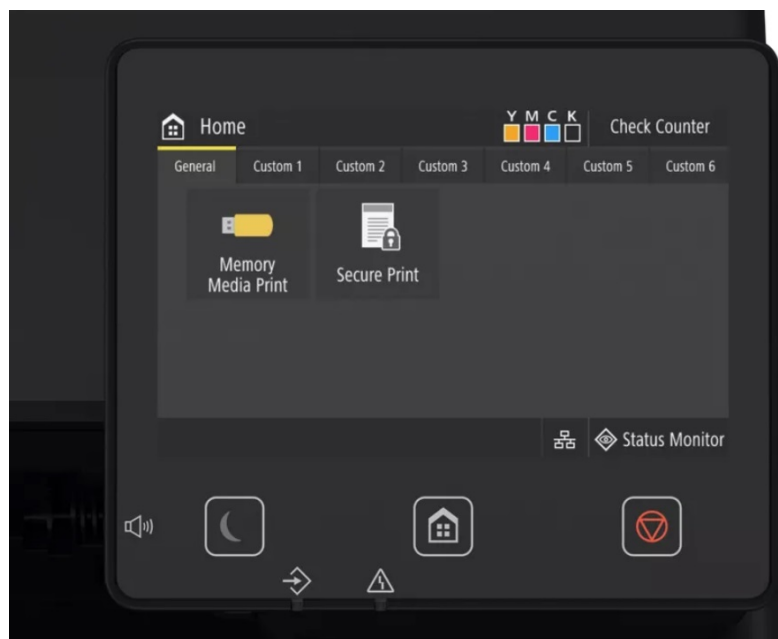 Home
Y M C K
Check Counter
General
Custom 1
Custom 2
Custom 3
Custom 4
Custom 5
Custom 6
Memory
Media Print
Secure Print
Status Monitor